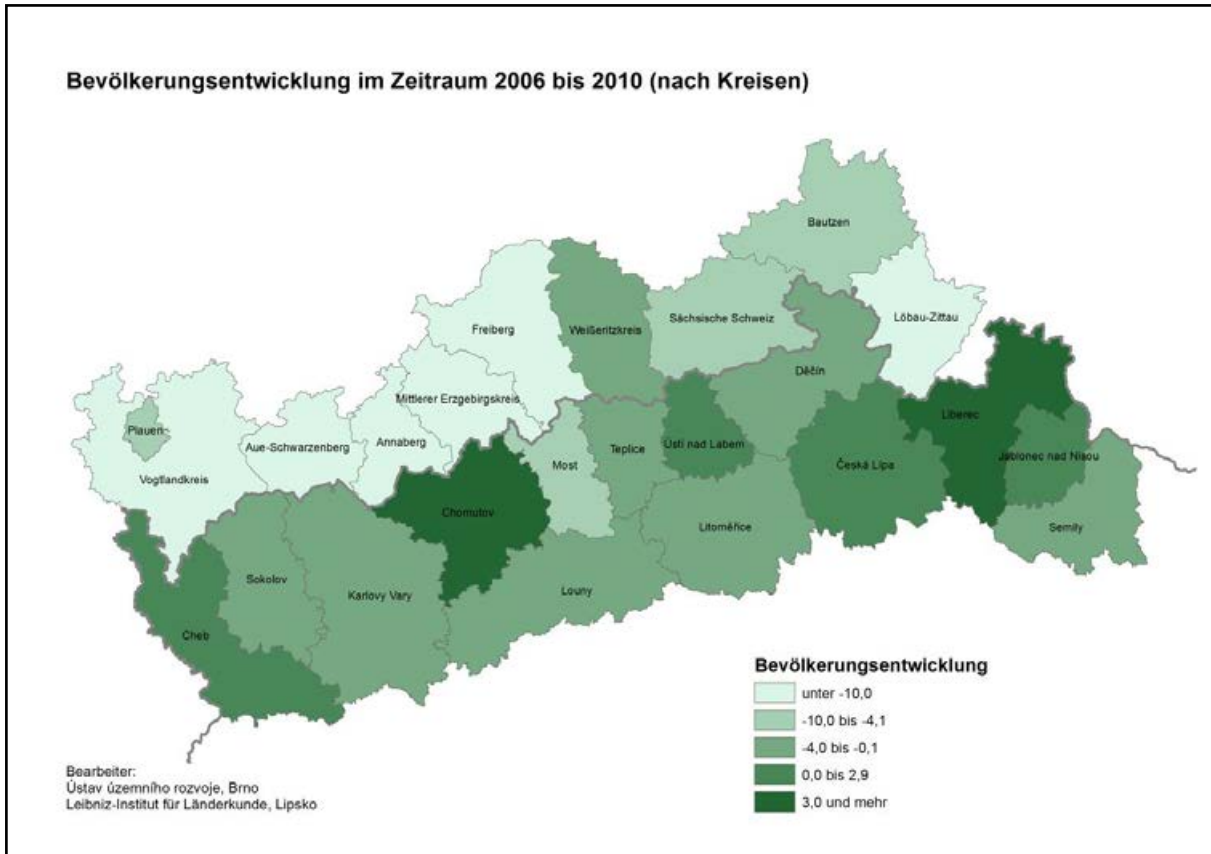 Bevölkerungsentwicklung im Zeitraum 2006 bis 2010 (nach Kreisen)
Bautzen
Löbau-Zittau
Sächsische Schweiz
Freiberg
Weißeritzkreis
Děčín
Mittlerer Erzgebirgskreis
Liberec
Plauen
Aue-Schwarzenberg
Annaberg
Ústí nad Labem
Teplice
Most
Česká Lípa
Jablonec nad Nisou
Vogtlandkreis
Chomutov
Litoměřice
Semily
Sokolov
Karlovy Vary
Louny
Cheb
Bevölkerungsentwicklung
unter -10,0
-10,0 bis -4,1
-4,0 bis -0,1
0,0 bis 2,9
3,0 und mehr
Bearbeiter:
Ústav územního rozvoje, Brno
Leibniz-Institut für Länderkunde, Lipsko